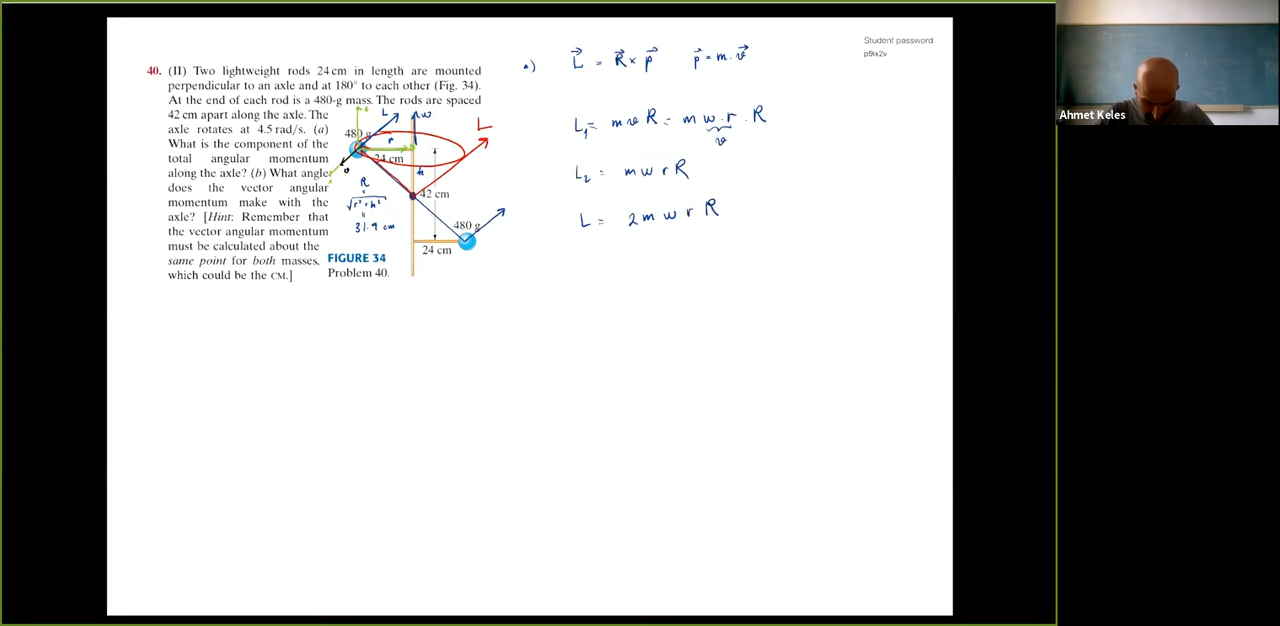 Student password
p9ix2v
40. (II) Two lightweight rods 24 cm in length are mounted
perpendicular to an axle and at 180° to each other (Fig. 34).
At the end of each rod is a 480-g mass. The rods are spaced
42 cm apart along the axle. The
axle rotates at 4.5 rad/s. (a)
What is the component of the
total angular momentum
along the axle? (b) What angle
does the vector angular
momentum make with the
axle? [Hint: Remember that
the vector angular momentum
must be calculated about the
same point for both masses,
which could be the CM.]
L
w
480 g
r
L
24 cm
v
h
42 cm
R
=
√r²+h²
=
31.9 cm
480 g
24 cm
FIGURE 34
Problem 40.
a) L⃗ = R⃗ × p⃗ p⃗ = m.v⃗
L₁ = m v R = m w . r . R
v
L₂ = m w r R
L = 2 m w r R
Ahmet Keles